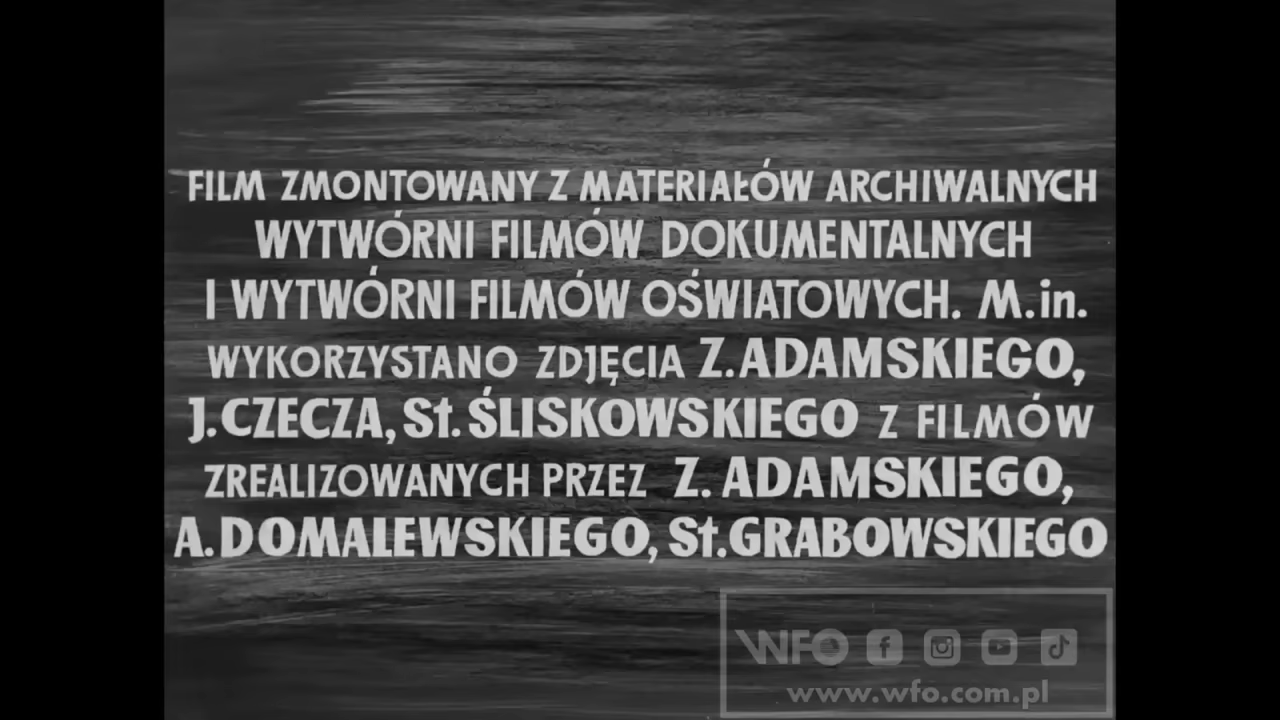 FILM ZMONTOWANY Z MATERIAŁÓW ARCHIWALNYCH
WYTWÓRNI FILMÓW DOKUMENTALNYCH
I WYTWÓRNI FILMÓW OŚWIATOWYCH. M.in.
WYKORZYSTANO ZDJĘCIA Z. ADAMSKIEGO,
J. CZECZA, St. ŚLISKOWSKIEGO Z FILMÓW
ZREALIZOWANYCH PRZEZ Z. ADAMSKIEGO,
A. DOMALEWSKIEGO, St. GRABOWSKIEGO
WFO
www.wfo.com.pl